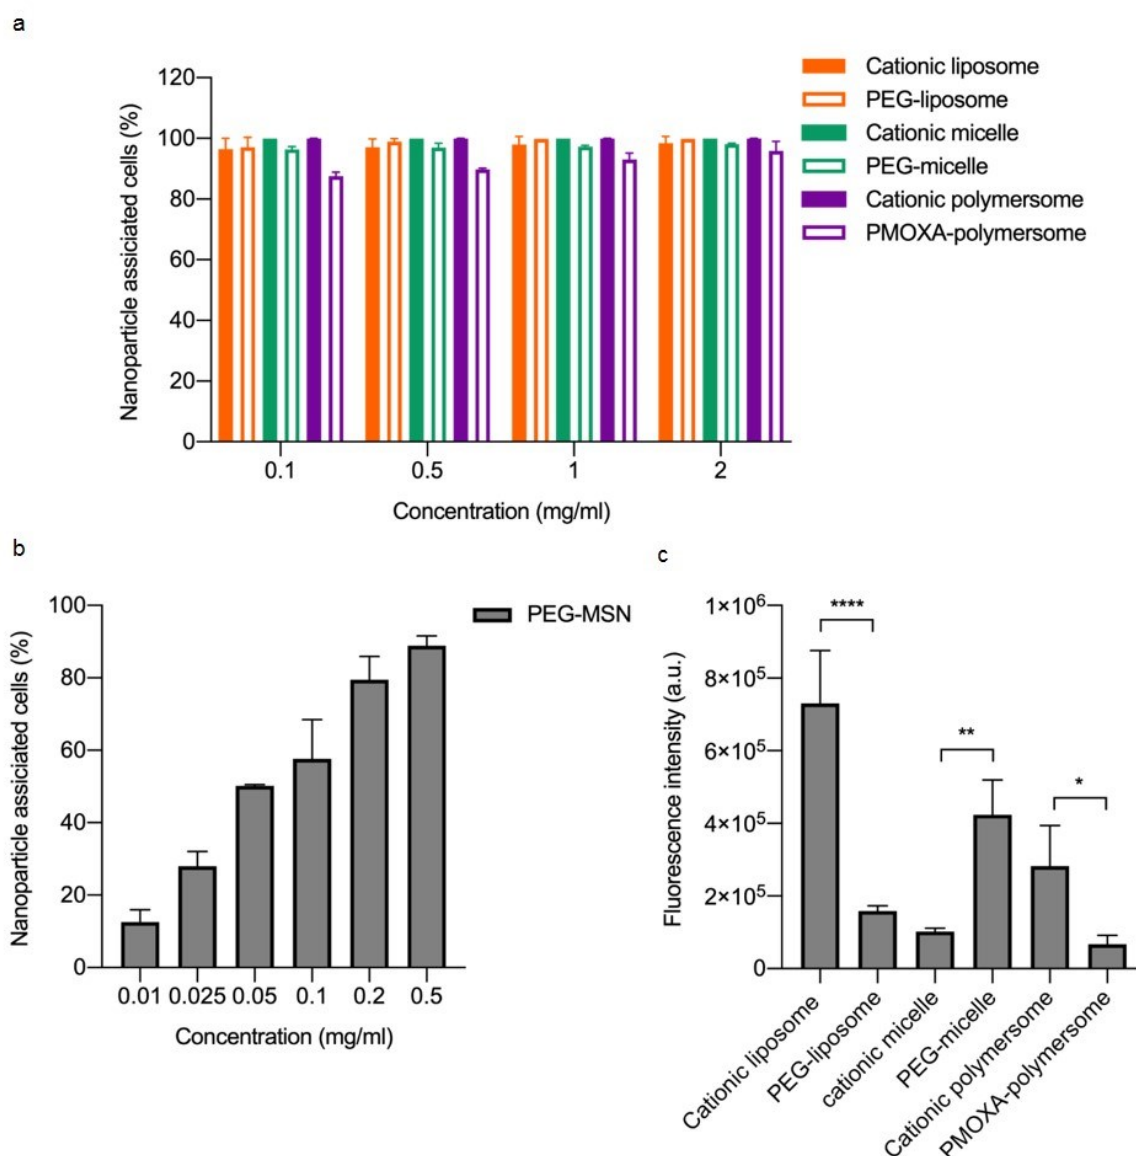 a
Nanoparticle assiciated cells (%)
120
100
80
60
40
20
0
0.1 0.5 1 2
Concentration (mg/ml)
Cationic liposome
PEG-liposome
Cationic micelle
PEG-micelle
Cationic polymersome
PMOXA-polymersome
b
Nanoparticle assiciated cells (%)
100
80
60
40
20
0
0.01 0.025 0.05 0.1 0.2 0.5
Concentration (mg/ml)
PEG-MSN
c
Fluorescence intensity (a.u.)
1×10⁶
8×10⁵
6×10⁵
4×10⁵
2×10⁵
0
****
**
*
Cationic liposome
PEG-liposome
cationic micelle
PEG-micelle
Cationic polymersome
PMOXA-polymersome